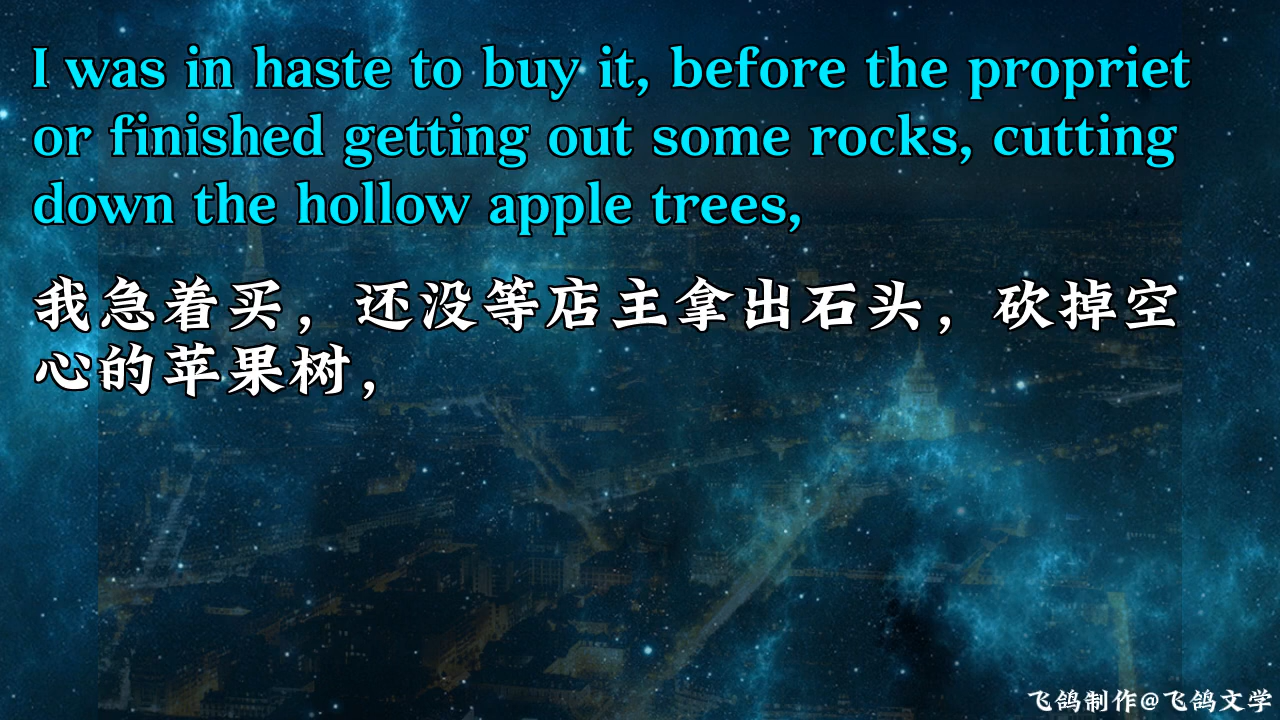 I was in haste to buy it, before the propriet
or finished getting out some rocks, cutting
down the hollow apple trees,
我急着买，还没等店主拿出石头，砍掉空
心的苹果树，
飞鸽制作@飞鸽文学